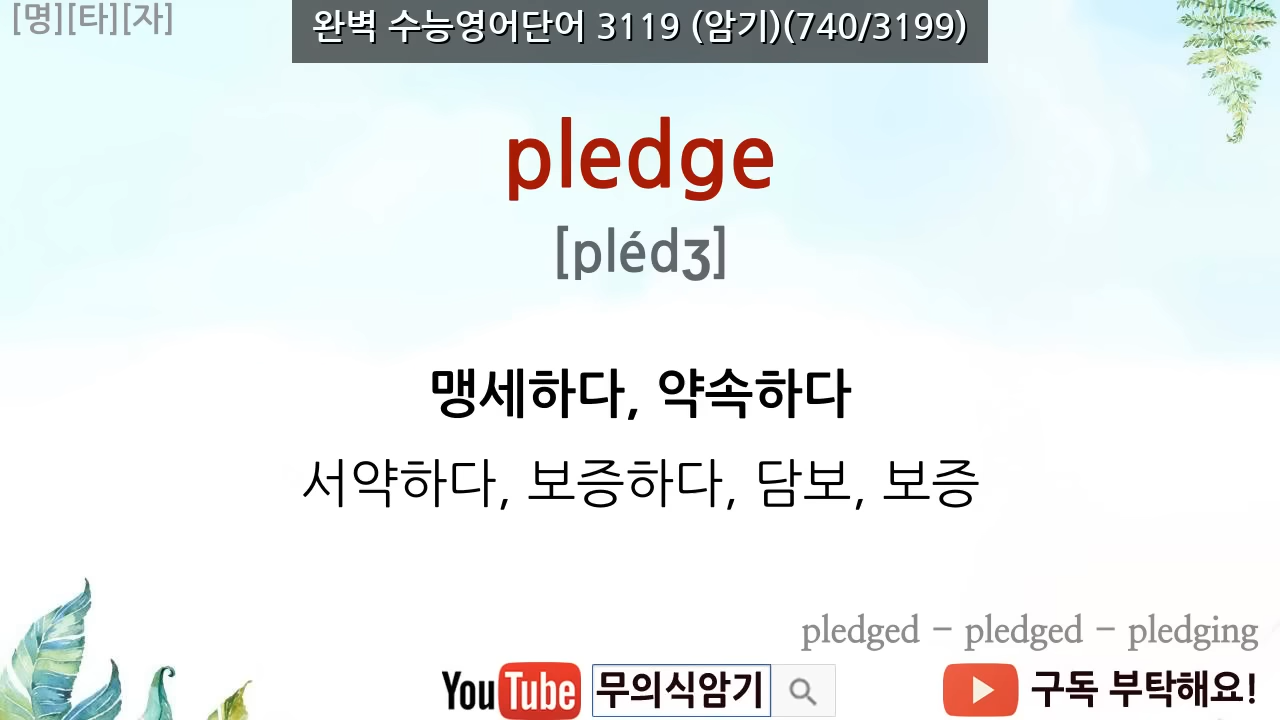 [명][타][자]
완벽 수능영어단어 3119 (암기)(740/3199)
pledge
[plédʒ]
맹세하다, 약속하다
서약하다, 보증하다, 담보, 보증
pledged - pledged - pledging
YouTube 무의식암기
구독 부탁해요!